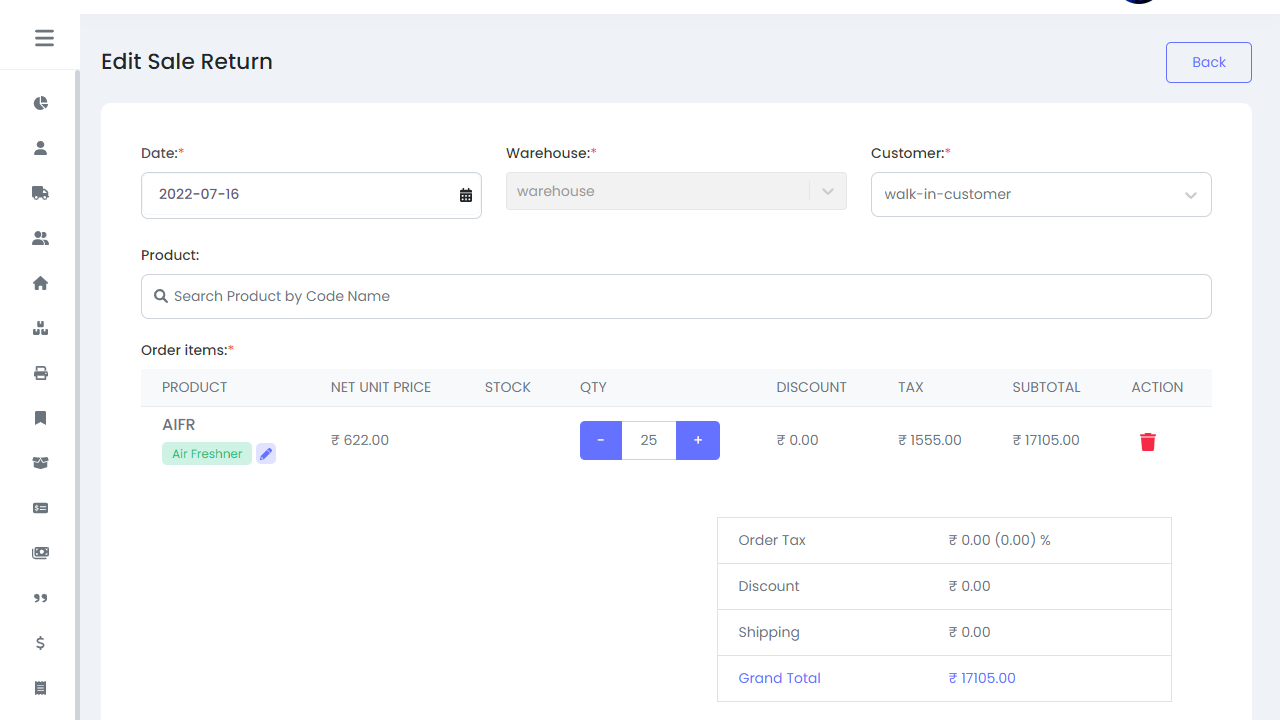 Edit Sale Return
Back
Date:*
Warehouse:*
Customer:*
2022-07-16
warehouse
walk-in-customer
Product:
Search Product by Code Name
Order items:*
PRODUCT NET UNIT PRICE STOCK QTY DISCOUNT TAX SUBTOTAL ACTION
AIFR
Air Freshner
₹ 622.00 - 25 + ₹ 0.00 ₹ 1555.00 ₹ 17105.00
Order Tax ₹ 0.00 (0.00) %
Discount ₹ 0.00
Shipping ₹ 0.00
Grand Total ₹ 17105.00